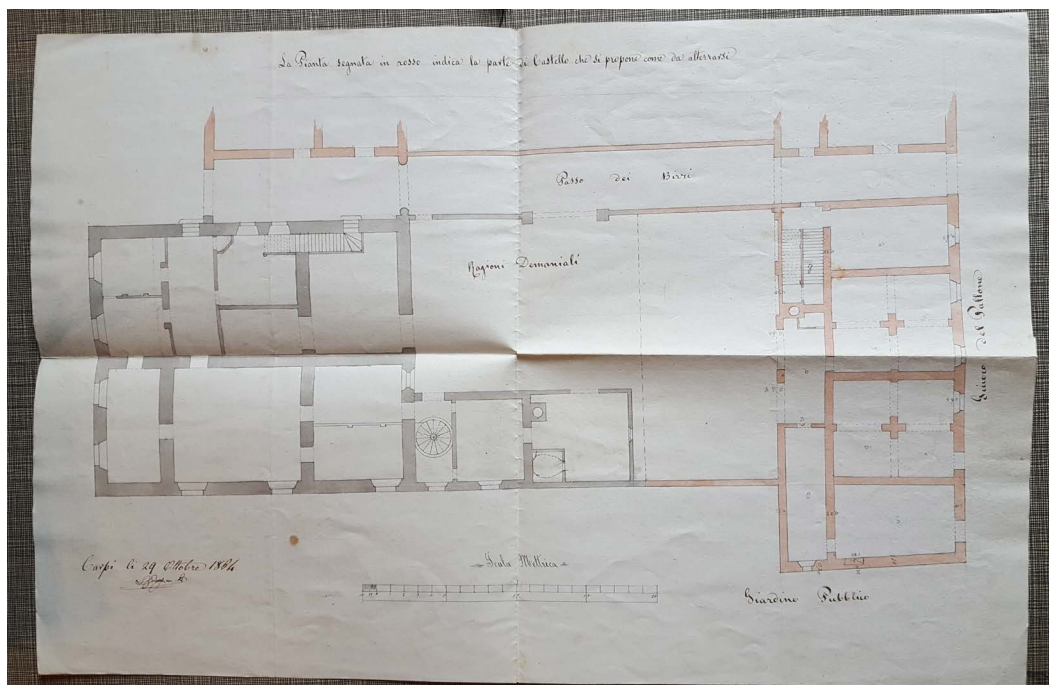 La Pianta segnata in rosso indica la parte di Castello che si propone come da atterrarsi
Passo dei Birri
Ragioni Demaniali
Giuoco del Pallone
Carpi li 29 Ottobre 1864
Scala Mettrica
Giardino Pubblico